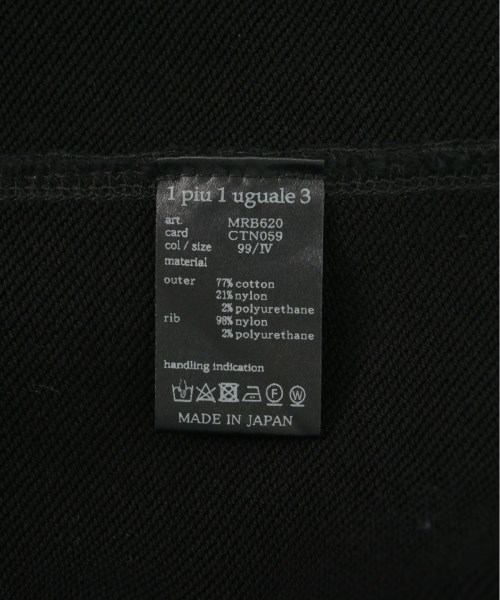 1 piu 1 uguale 3
art. MRB620
card CTN059
col / size 99/IV
material
outer 77% cotton
21% nylon
2% polyurethane
rib 98% nylon
2% polyurethane
handling indication
F W
MADE IN JAPAN